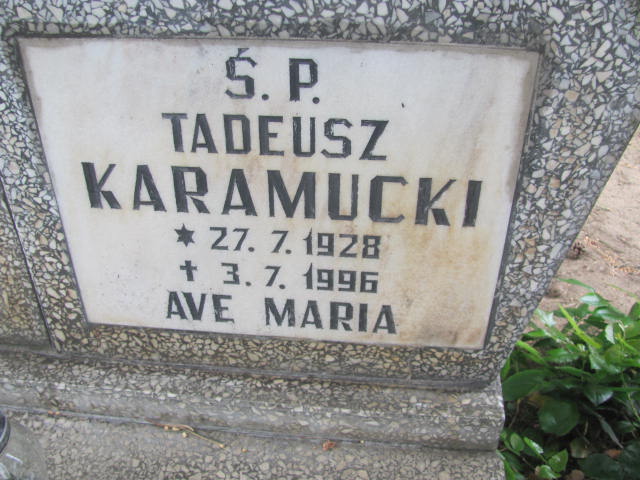 Ś. P.
TADEUSZ
KARAMUCKI
* 27. 7. 1928
✝ 3. 7. 1996
AVE MARIA